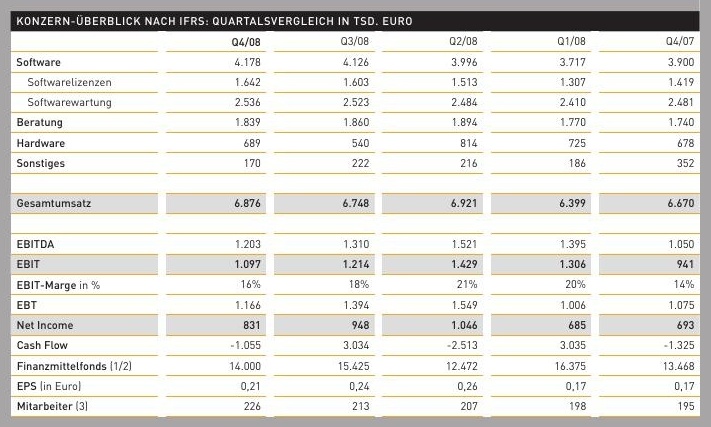 KONZERN-ÜBERBLICK NACH IFRS: QUARTALSVERGLEICH IN TSD. EURO
Q4/08 Q3/08 Q2/08 Q1/08 Q4/07
Software 4.178 4.126 3.996 3.717 3.900
Softwarelizenzen 1.642 1.603 1.513 1.307 1.419
Softwarewartung 2.536 2.523 2.484 2.410 2.481
Beratung 1.839 1.860 1.894 1.770 1.740
Hardware 689 540 814 725 678
Sonstiges 170 222 216 186 352
Gesamtumsatz 6.876 6.748 6.921 6.399 6.670
EBITDA 1.203 1.310 1.521 1.395 1.050
EBIT 1.097 1.214 1.429 1.306 941
EBIT-Marge in % 16% 18% 21% 20% 14%
EBT 1.166 1.394 1.549 1.006 1.075
Net Income 831 948 1.046 685 693
Cash Flow -1.055 3.034 -2.513 3.035 -1.325
Finanzmittelfonds (1/2) 14.000 15.425 12.472 16.375 13.468
EPS (in Euro) 0,21 0,24 0,26 0,17 0,17
Mitarbeiter (3) 226 213 207 198 195